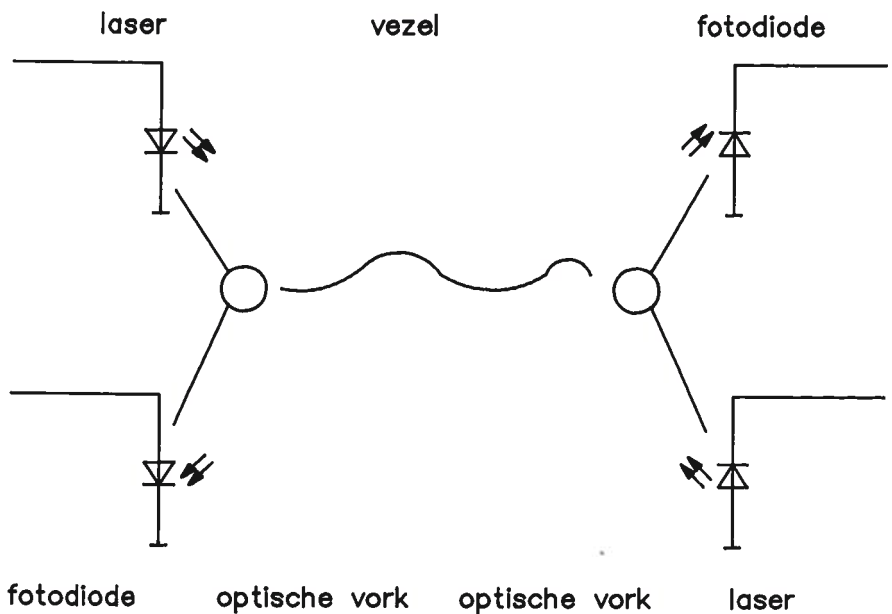 laser vezel fotodiode
fotodiode optische vork optische vork laser